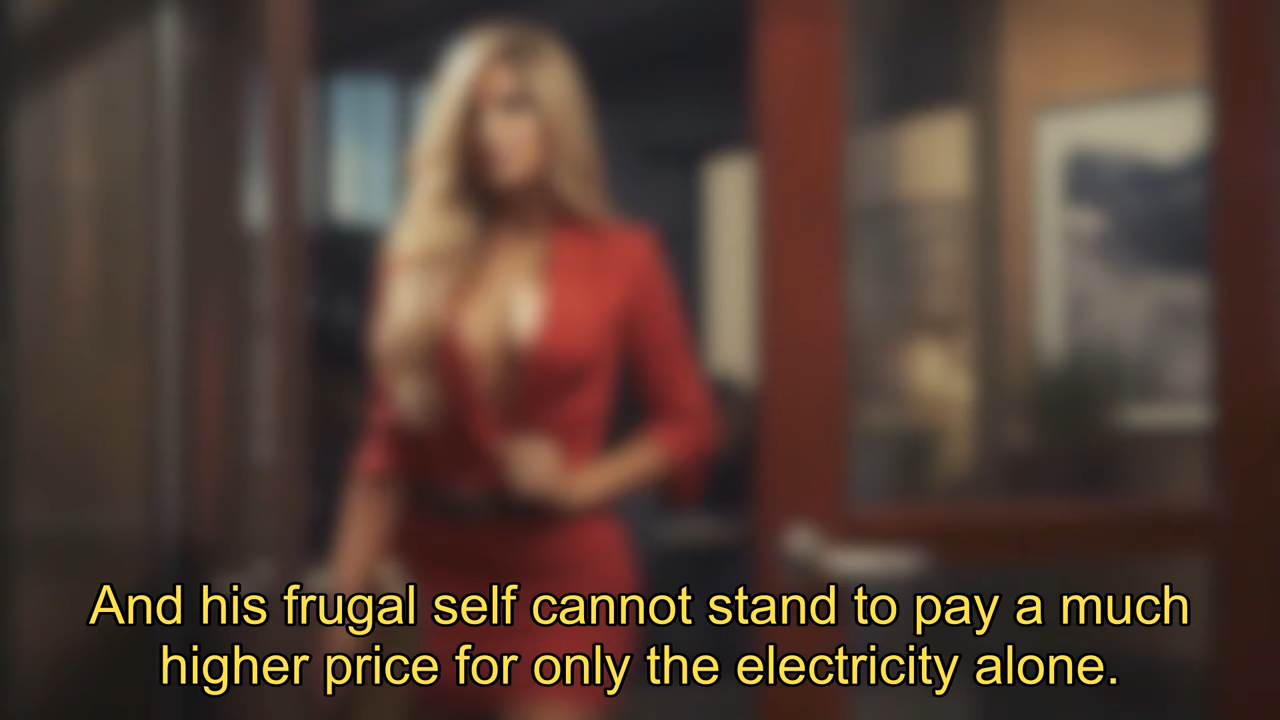 And his frugal self cannot stand to pay a much
higher price for only the electricity alone.